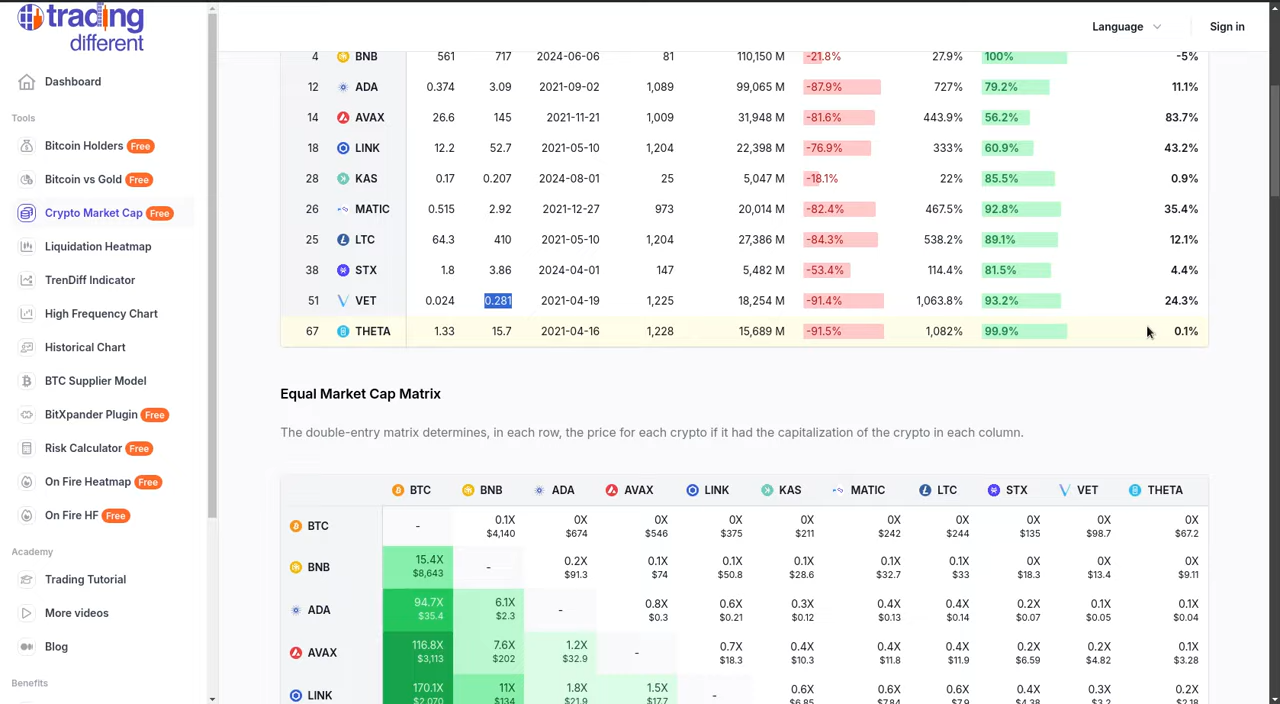 trading
different
Language
Sign in
Dashboard
Tools
Bitcoin Holders Free
Bitcoin vs Gold Free
Crypto Market Cap Free
Liquidation Heatmap
TrenDiff Indicator
High Frequency Chart
Historical Chart
BTC Supplier Model
BitXpander Plugin Free
Risk Calculator Free
On Fire Heatmap Free
On Fire HF Free
Academy
Trading Tutorial
More videos
Blog
Benefits
4 BNB 561 717 2024-06-06 81 110,150 M -21.8% 27.9% 100% -5%
12 ADA 0.374 3.09 2021-09-02 1,089 99,065 M -87.9% 727% 79.2% 11.1%
14 AVAX 26.6 145 2021-11-21 1,009 31,948 M -81.6% 443.9% 56.2% 83.7%
18 LINK 12.2 52.7 2021-05-10 1,204 22,398 M -76.9% 333% 60.9% 43.2%
28 KAS 0.17 0.207 2024-08-01 25 5,047 M -18.1% 22% 85.5% 0.9%
26 MATIC 0.515 2.92 2021-12-27 973 20,014 M -82.4% 467.5% 92.8% 35.4%
25 LTC 64.3 410 2021-05-10 1,204 27,386 M -84.3% 538.2% 89.1% 12.1%
38 STX 1.8 3.86 2024-04-01 147 5,482 M -53.4% 114.4% 81.5% 4.4%
51 VET 0.024 0.281 2021-04-19 1,225 18,254 M -91.4% 1,063.8% 93.2% 24.3%
67 THETA 1.33 15.7 2021-04-16 1,228 15,689 M -91.5% 1,082% 99.9% 0.1%
Equal Market Cap Matrix
The double-entry matrix determines, in each row, the price for each crypto if it had the capitalization of the crypto in each column.
BTC BNB ADA AVAX LINK KAS MATIC LTC STX VET THETA
BTC - 0.1X 0X 0X 0X 0X 0X 0X 0X 0X 0X
$4,140 $674 $546 $375 $211 $242 $244 $135 $98.7 $67.2
BNB 15.4X - 0.2X 0.1X 0.1X 0.1X 0.1X 0.1X 0X 0X 0X
$8,643 $91.3 $74 $50.8 $28.6 $32.7 $33 $18.3 $13.4 $9.11
ADA 94.7X 6.1X - 0.8X 0.6X 0.3X 0.4X 0.4X 0.2X 0.1X 0.1X
$35.4 $2.3 $0.3 $0.21 $0.12 $0.13 $0.14 $0.07 $0.05 $0.04
AVAX 116.8X 7.6X 1.2X - 0.7X 0.4X 0.4X 0.4X 0.2X 0.2X 0.1X
$3,113 $202 $32.9 $18.3 $10.3 $11.8 $11.9 $6.59 $4.82 $3.28
LINK 170.1X 11X 1.8X 1.5X - 0.6X 0.6X 0.6X 0.4X 0.3X 0.2X
$2,070 $134 $21.9 $17.7 $6.85 $7.84 $7.9 $4.38 $3.2 $2.18